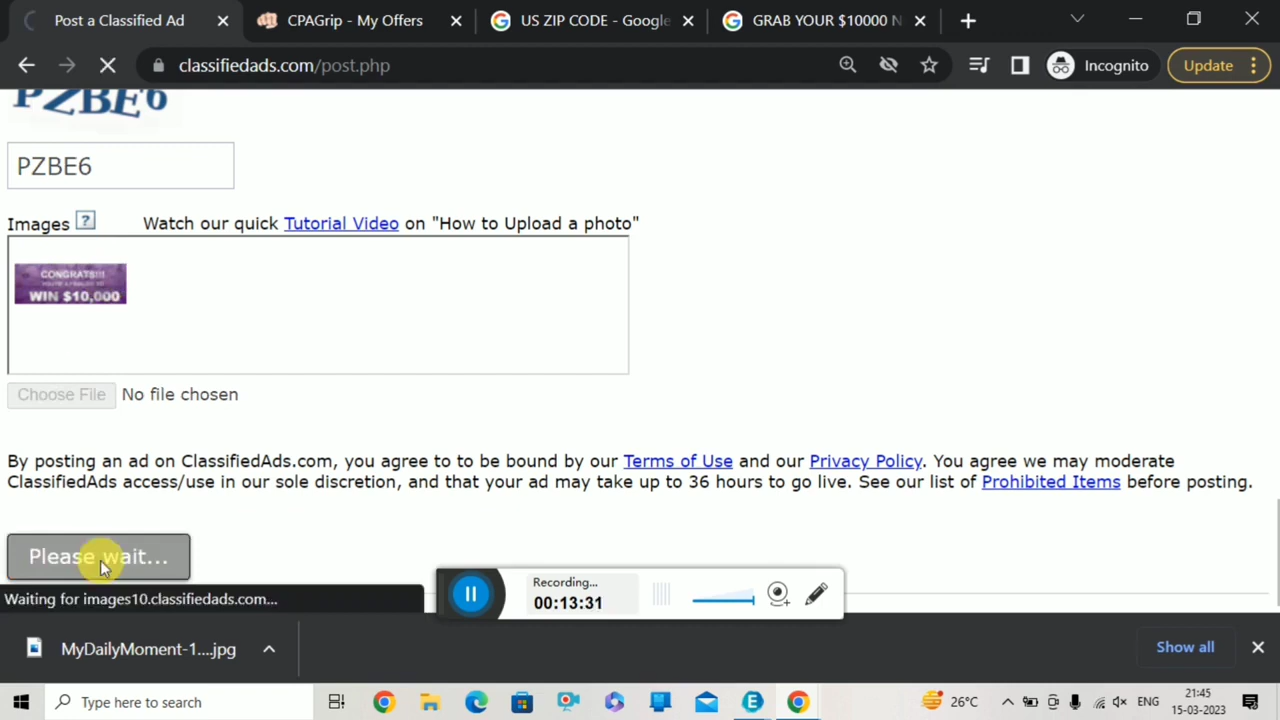 Post a Classified Ad
CPAGrip - My Offers
US ZIP CODE - Google
GRAB YOUR $10000 N
classifiedads.com/post.php
Incognito
Update
PZBE6
PZBE6
Images ?
Watch our quick Tutorial Video on "How to Upload a photo"
CONGRATS!!!
YOU'RE A FINALIST TO
WIN $10,000
Choose File No file chosen
By posting an ad on ClassifiedAds.com, you agree to to be bound by our Terms of Use and our Privacy Policy. You agree we may moderate
ClassifiedAds access/use in our sole discretion, and that your ad may take up to 36 hours to go live. See our list of Prohibited Items before posting.
Please wait...
Recording...
00:13:31
Waiting for images10.classifiedads.com...
MyDailyMoment-1....jpg
Show all
Type here to search
26°C
ENG
21:45
15-03-2023